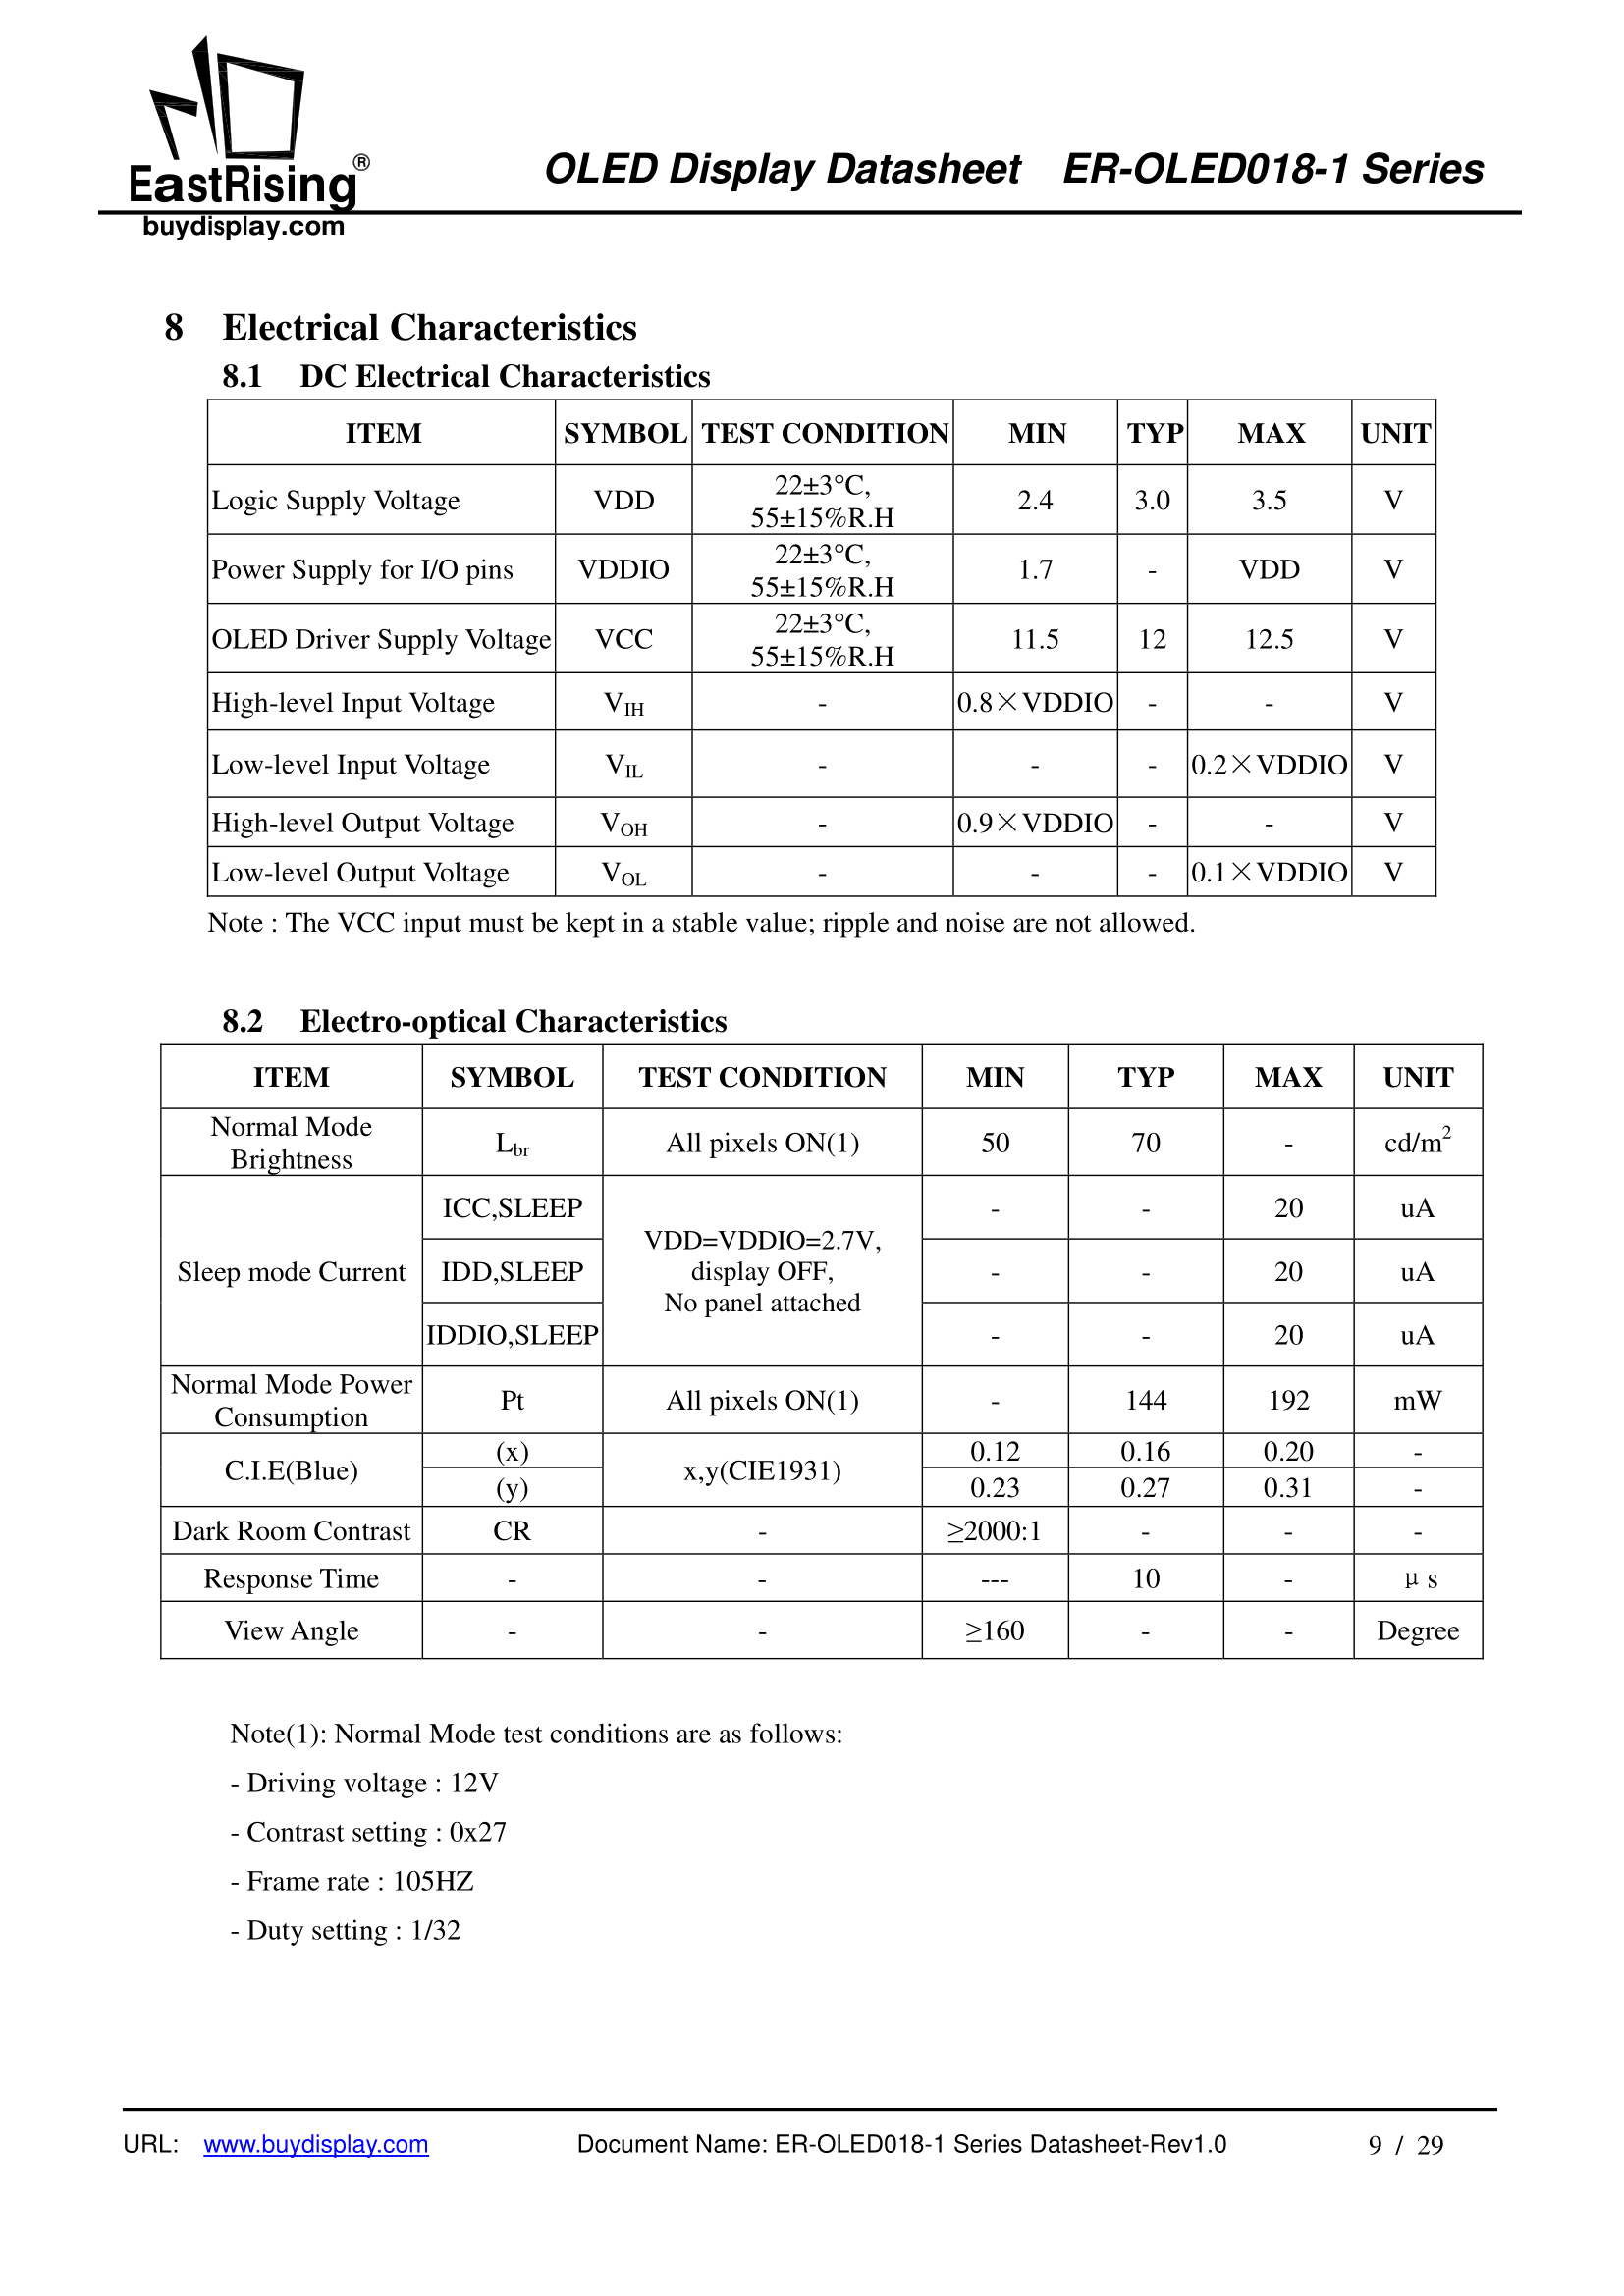 EastRising®
buydisplay.com
OLED Display Datasheet ER-OLED018-1 Series
8 Electrical Characteristics
8.1 DC Electrical Characteristics
ITEM SYMBOL TEST CONDITION MIN TYP MAX UNIT
Logic Supply Voltage VDD 22±3°C, 55±15%R.H 2.4 3.0 3.5 V
Power Supply for I/O pins VDDIO 22±3°C, 55±15%R.H 1.7 - VDD V
OLED Driver Supply Voltage VCC 22±3°C, 55±15%R.H 11.5 12 12.5 V
High-level Input Voltage VIH - 0.8×VDDIO - - V
Low-level Input Voltage VIL - - - 0.2×VDDIO V
High-level Output Voltage VOH - 0.9×VDDIO - - V
Low-level Output Voltage VOL - - - 0.1×VDDIO V
Note : The VCC input must be kept in a stable value; ripple and noise are not allowed.
8.2 Electro-optical Characteristics
ITEM SYMBOL TEST CONDITION MIN TYP MAX UNIT
Normal Mode Brightness Lbr All pixels ON(1) 50 70 - cd/m²
Sleep mode Current ICC,SLEEP VDD=VDDIO=2.7V, display OFF, No panel attached - - 20 uA
IDD,SLEEP - - 20 uA
IDDIO,SLEEP - - 20 uA
Normal Mode Power Consumption Pt All pixels ON(1) - 144 192 mW
C.I.E(Blue) (x) x,y(CIE1931) 0.12 0.16 0.20 -
(y) 0.23 0.27 0.31 -
Dark Room Contrast CR - ≥2000:1 - - -
Response Time - - --- 10 - μs
View Angle - - ≥160 - - Degree
Note(1): Normal Mode test conditions are as follows:
- Driving voltage : 12V
- Contrast setting : 0x27
- Frame rate : 105HZ
- Duty setting : 1/32
URL: www.buydisplay.com Document Name: ER-OLED018-1 Series Datasheet-Rev1.0 9 / 29